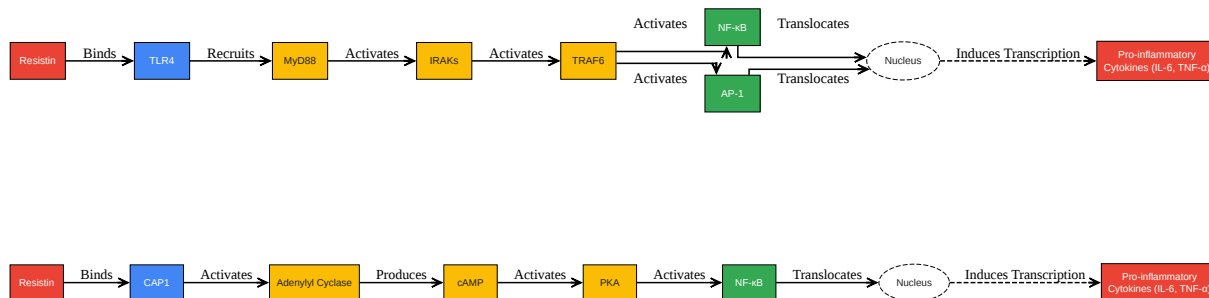 Activates
NF-κB
Translocates
Resistin
Binds
TLR4
Recruits
MyD88
Activates
IRAKs
Activates
TRAF6
Nucleus
Induces Transcription
Pro-inflammatory
Cytokines (IL-6, TNF-α)
Activates
AP-1
Translocates
Resistin
Binds
CAP1
Activates
Adenylyl Cyclase
Produces
cAMP
Activates
PKA
Activates
NF-κB
Translocates
Nucleus
Induces Transcription
Pro-inflammatory
Cytokines (IL-6, TNF-α)